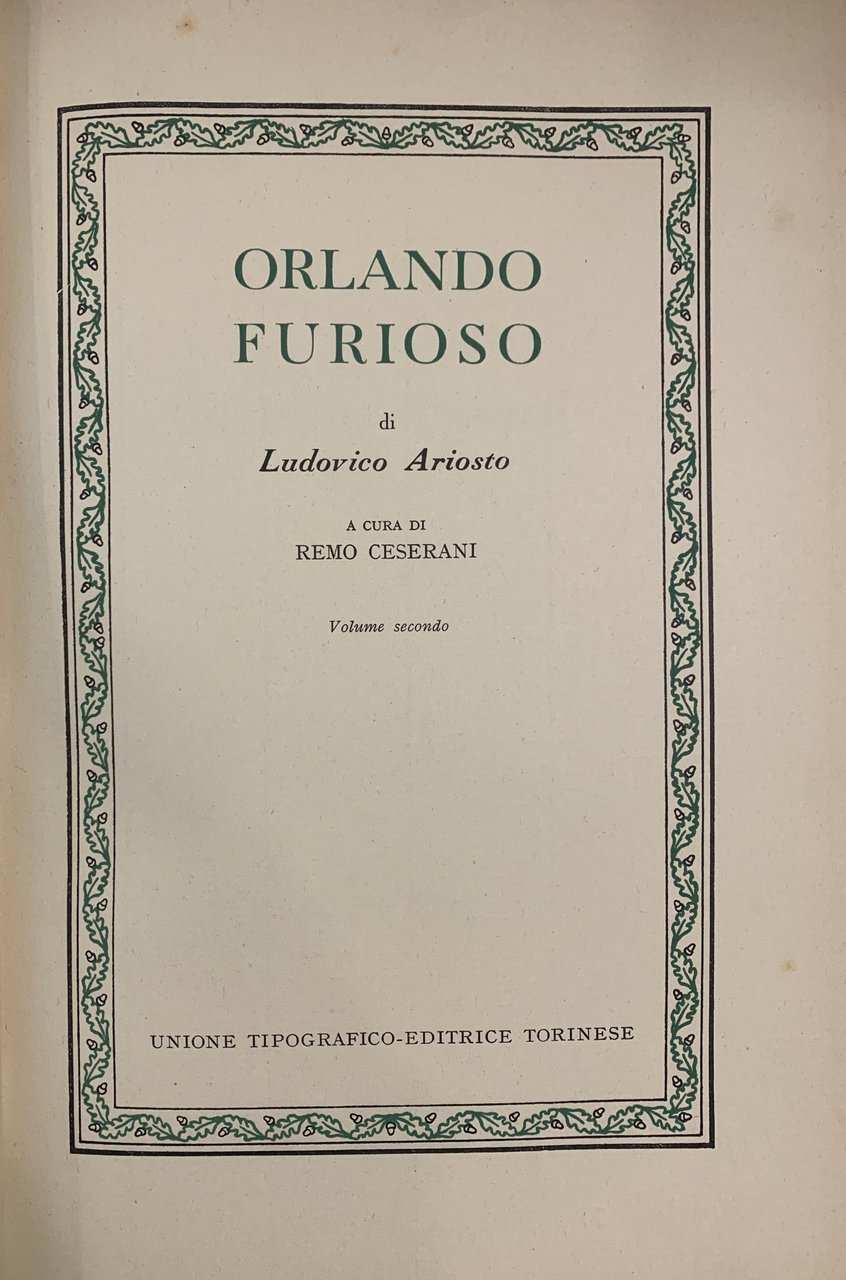 ORLANDO
FURIOSO
di
Ludovico Ariosto
A CURA DI
REMO CESERANI
Volume secondo
UNIONE TIPOGRAFICO-EDITRICE TORINESE